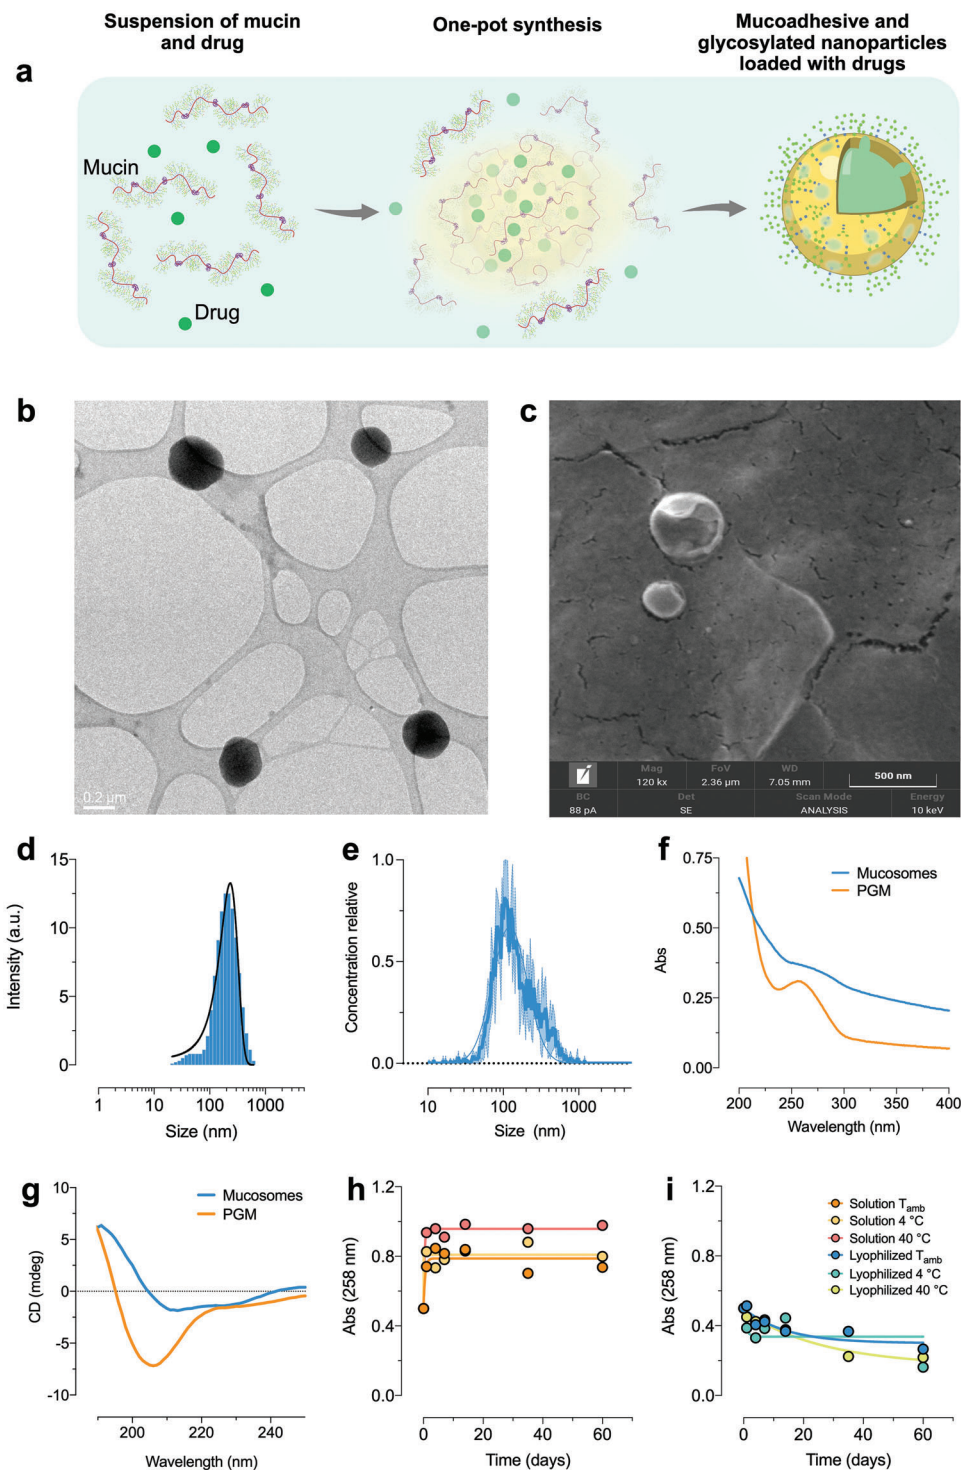 Suspension of mucin
and drug
One-pot synthesis
Mucoadhesive and
glycosylated nanoparticles
loaded with drugs
a
Mucin
Drug
b
0.2 µm
c
Mag
FoV
WD
120 kx
2.36 µm
7.05 mm
500 nm
BC
Det
Scan Mode
Energy
88 pA
SE
ANALYSIS
10 keV
d
15
10
5
0
Intensity (a.u.)
1
10
100
1000
Size (nm)
e
1.0
0.5
0.0
Concentration relative
10
100
1000
Size (nm)
f
0.75
0.50
0.25
0.00
Abs
Mucosomes
PGM
200
250
300
350
400
Wavelength (nm)
g
10
5
0
-5
-10
CD (mdeg)
Mucosomes
PGM
200
220
240
Wavelength (nm)
h
1.2
0.8
0.4
0.0
Abs (258 nm)
0
20
40
60
Time (days)
i
1.2
0.8
0.4
0.0
Abs (258 nm)
Solution Tamb
Solution 4 °C
Solution 40 °C
Lyophilized Tamb
Lyophilized 4 °C
Lyophilized 40 °C
0
20
40
60
Time (days)